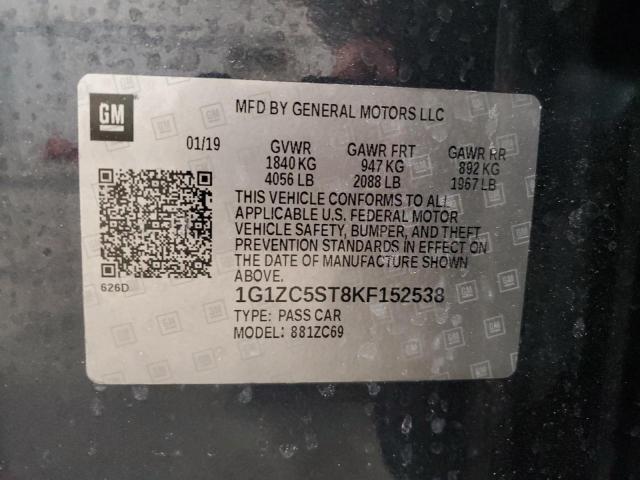 GM
MFD BY GENERAL MOTORS LLC
01/19 GVWR GAWR FRT GAWR RR
1840 KG 947 KG 892 KG
4056 LB 2088 LB 1967 LB
THIS VEHICLE CONFORMS TO ALL
APPLICABLE U.S. FEDERAL MOTOR
VEHICLE SAFETY, BUMPER, AND THEFT
PREVENTION STANDARDS IN EFFECT ON
THE DATE OF MANUFACTURE SHOWN
ABOVE.
626D
1G1ZC5ST8KF152538
TYPE: PASS CAR
MODEL: 881ZC69